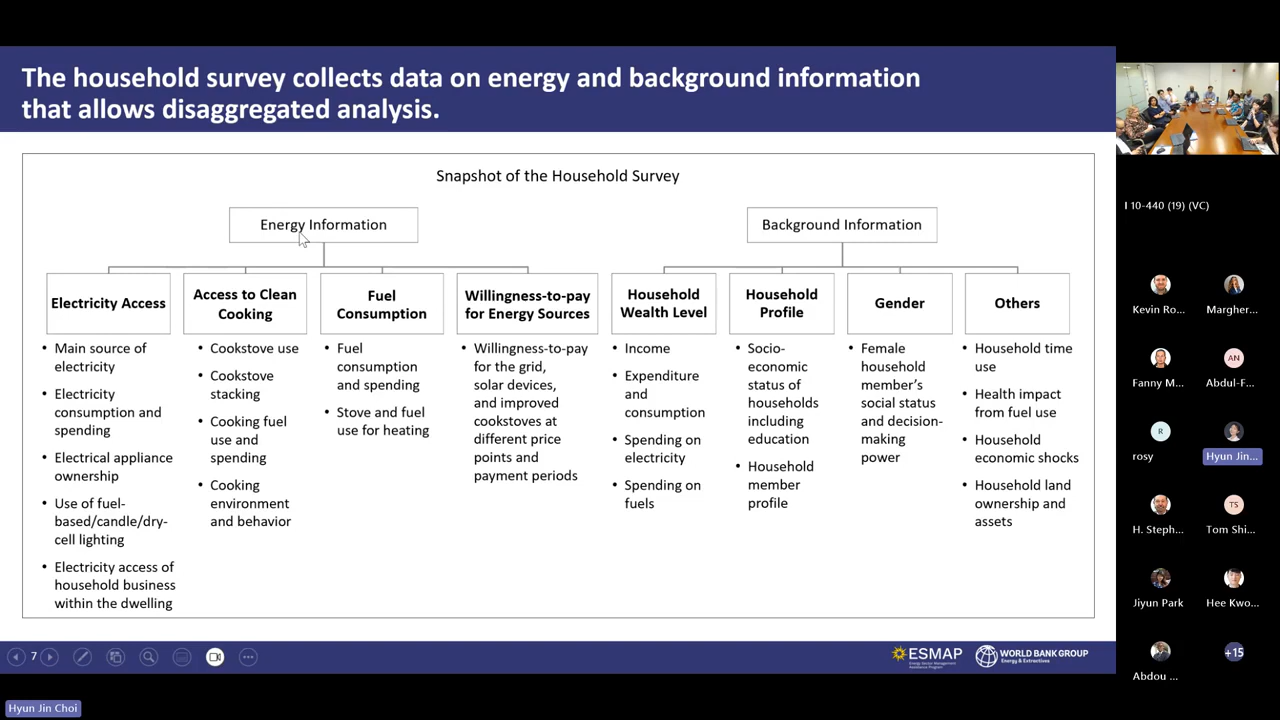 The household survey collects data on energy and background information
that allows disaggregated analysis.
Snapshot of the Household Survey
Energy Information
Background Information
Electricity Access
• Main source of
electricity
• Electricity
consumption and
spending
• Electrical appliance
ownership
• Use of fuel-
based/candle/dry-
cell lighting
• Electricity access of
household business
within the dwelling
Access to Clean
Cooking
• Cookstove use
• Cookstove
stacking
• Cooking fuel
use and
spending
• Cooking
environment
and behavior
Fuel
Consumption
• Fuel
consumption
and spending
• Stove and fuel
use for heating
Willingness-to-pay
for Energy Sources
• Willingness-to-pay
for the grid,
solar devices,
and improved
cookstoves at
different price
points and
payment periods
Household
Wealth Level
• Income
• Expenditure
and
consumption
• Spending on
electricity
• Spending on
fuels
Household
Profile
• Socio-
economic
status of
households
including
education
• Household
member
profile
Gender
• Female
household
member's
social status
and decision-
making
power
Others
• Household time
use
• Health impact
from fuel use
• Household
economic shocks
• Household land
ownership and
assets
7
ESMAP
Energy Sector Management
Assistance Program
WORLD BANK GROUP
Energy & Extractives
I 10-440 (19) (VC)
Kevin Ro...
Margher...
Fanny M...
AN
Abdul-F...
R
rosy
Hyun Jin...
H. Steph...
TS
Tom Shi...
Jiyun Park
Hee Kwo...
Abdou ...
+15
Hyun Jin Choi